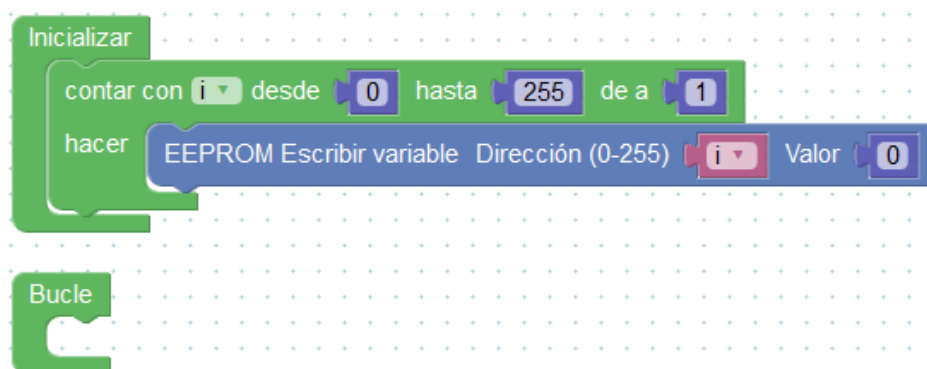 Inicializar
contar con i desde 0 hasta 255 de a 1
hacer EEPROM Escribir variable Dirección (0-255) i Valor 0
Bucle